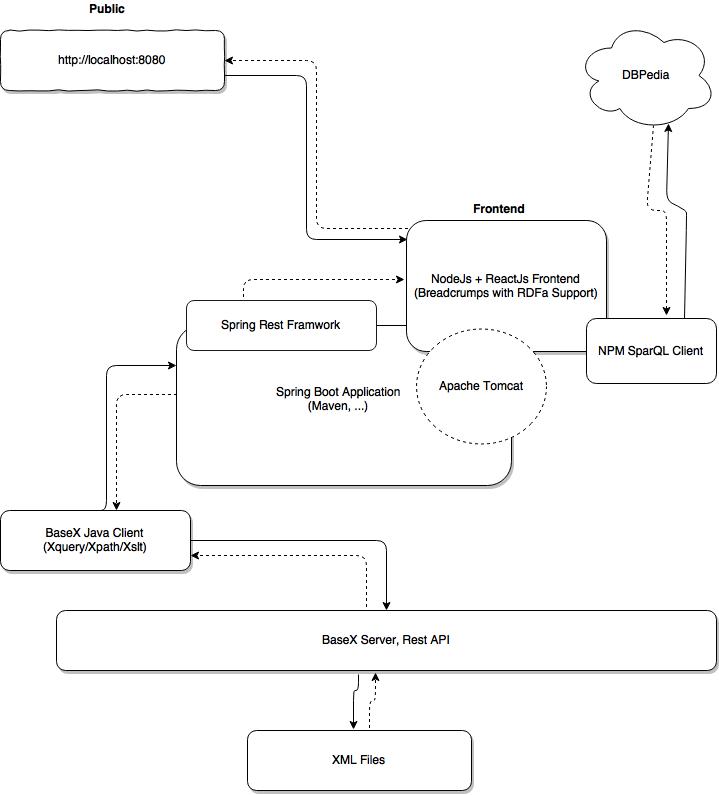 Public
http://localhost:8080
DBPedia
Frontend
NodeJs + ReactJs Frontend
(Breadcrumps with RDFa Support)
Spring Rest Framwork
NPM SparQL Client
Spring Boot Application
(Maven, ...)
Apache Tomcat
BaseX Java Client
(Xquery/Xpath/Xslt)
BaseX Server, Rest API
XML Files